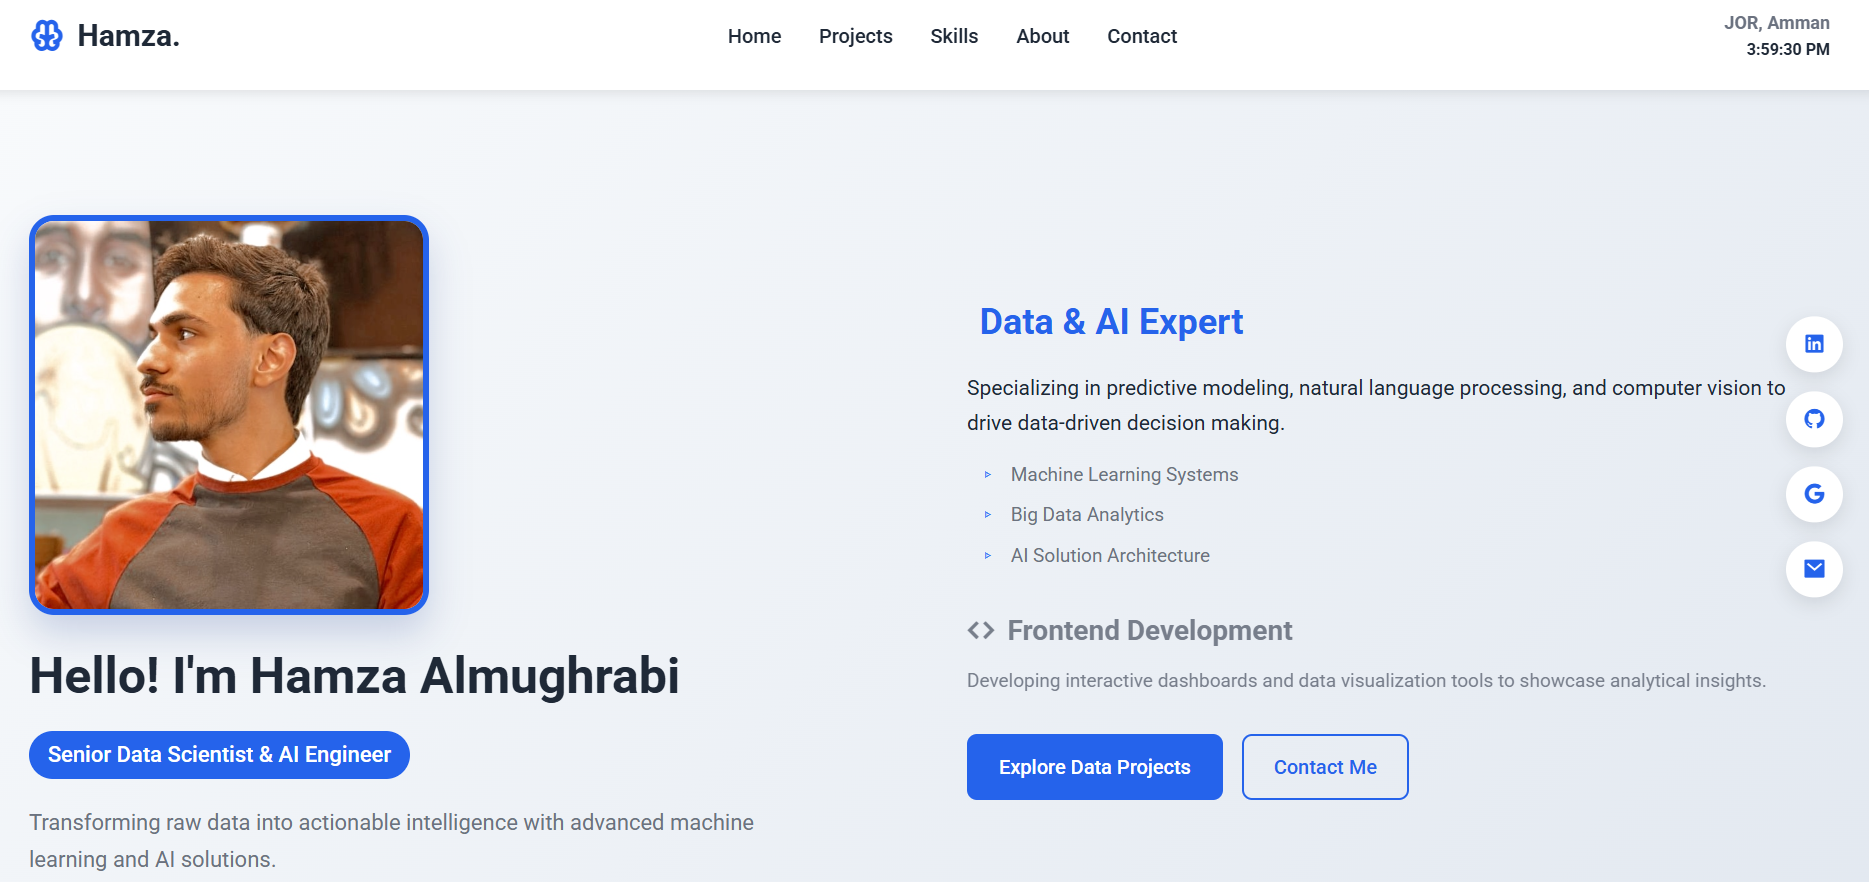 Hamza.
Home Projects Skills About Contact
JOR, Amman
3:59:30 PM
Hello! I'm Hamza Almughrabi
Senior Data Scientist & AI Engineer
Transforming raw data into actionable intelligence with advanced machine
learning and AI solutions.
Data & AI Expert
Specializing in predictive modeling, natural language processing, and computer vision to
drive data-driven decision making.
Machine Learning Systems
Big Data Analytics
AI Solution Architecture
Frontend Development
Developing interactive dashboards and data visualization tools to showcase analytical insights.
Explore Data Projects
Contact Me